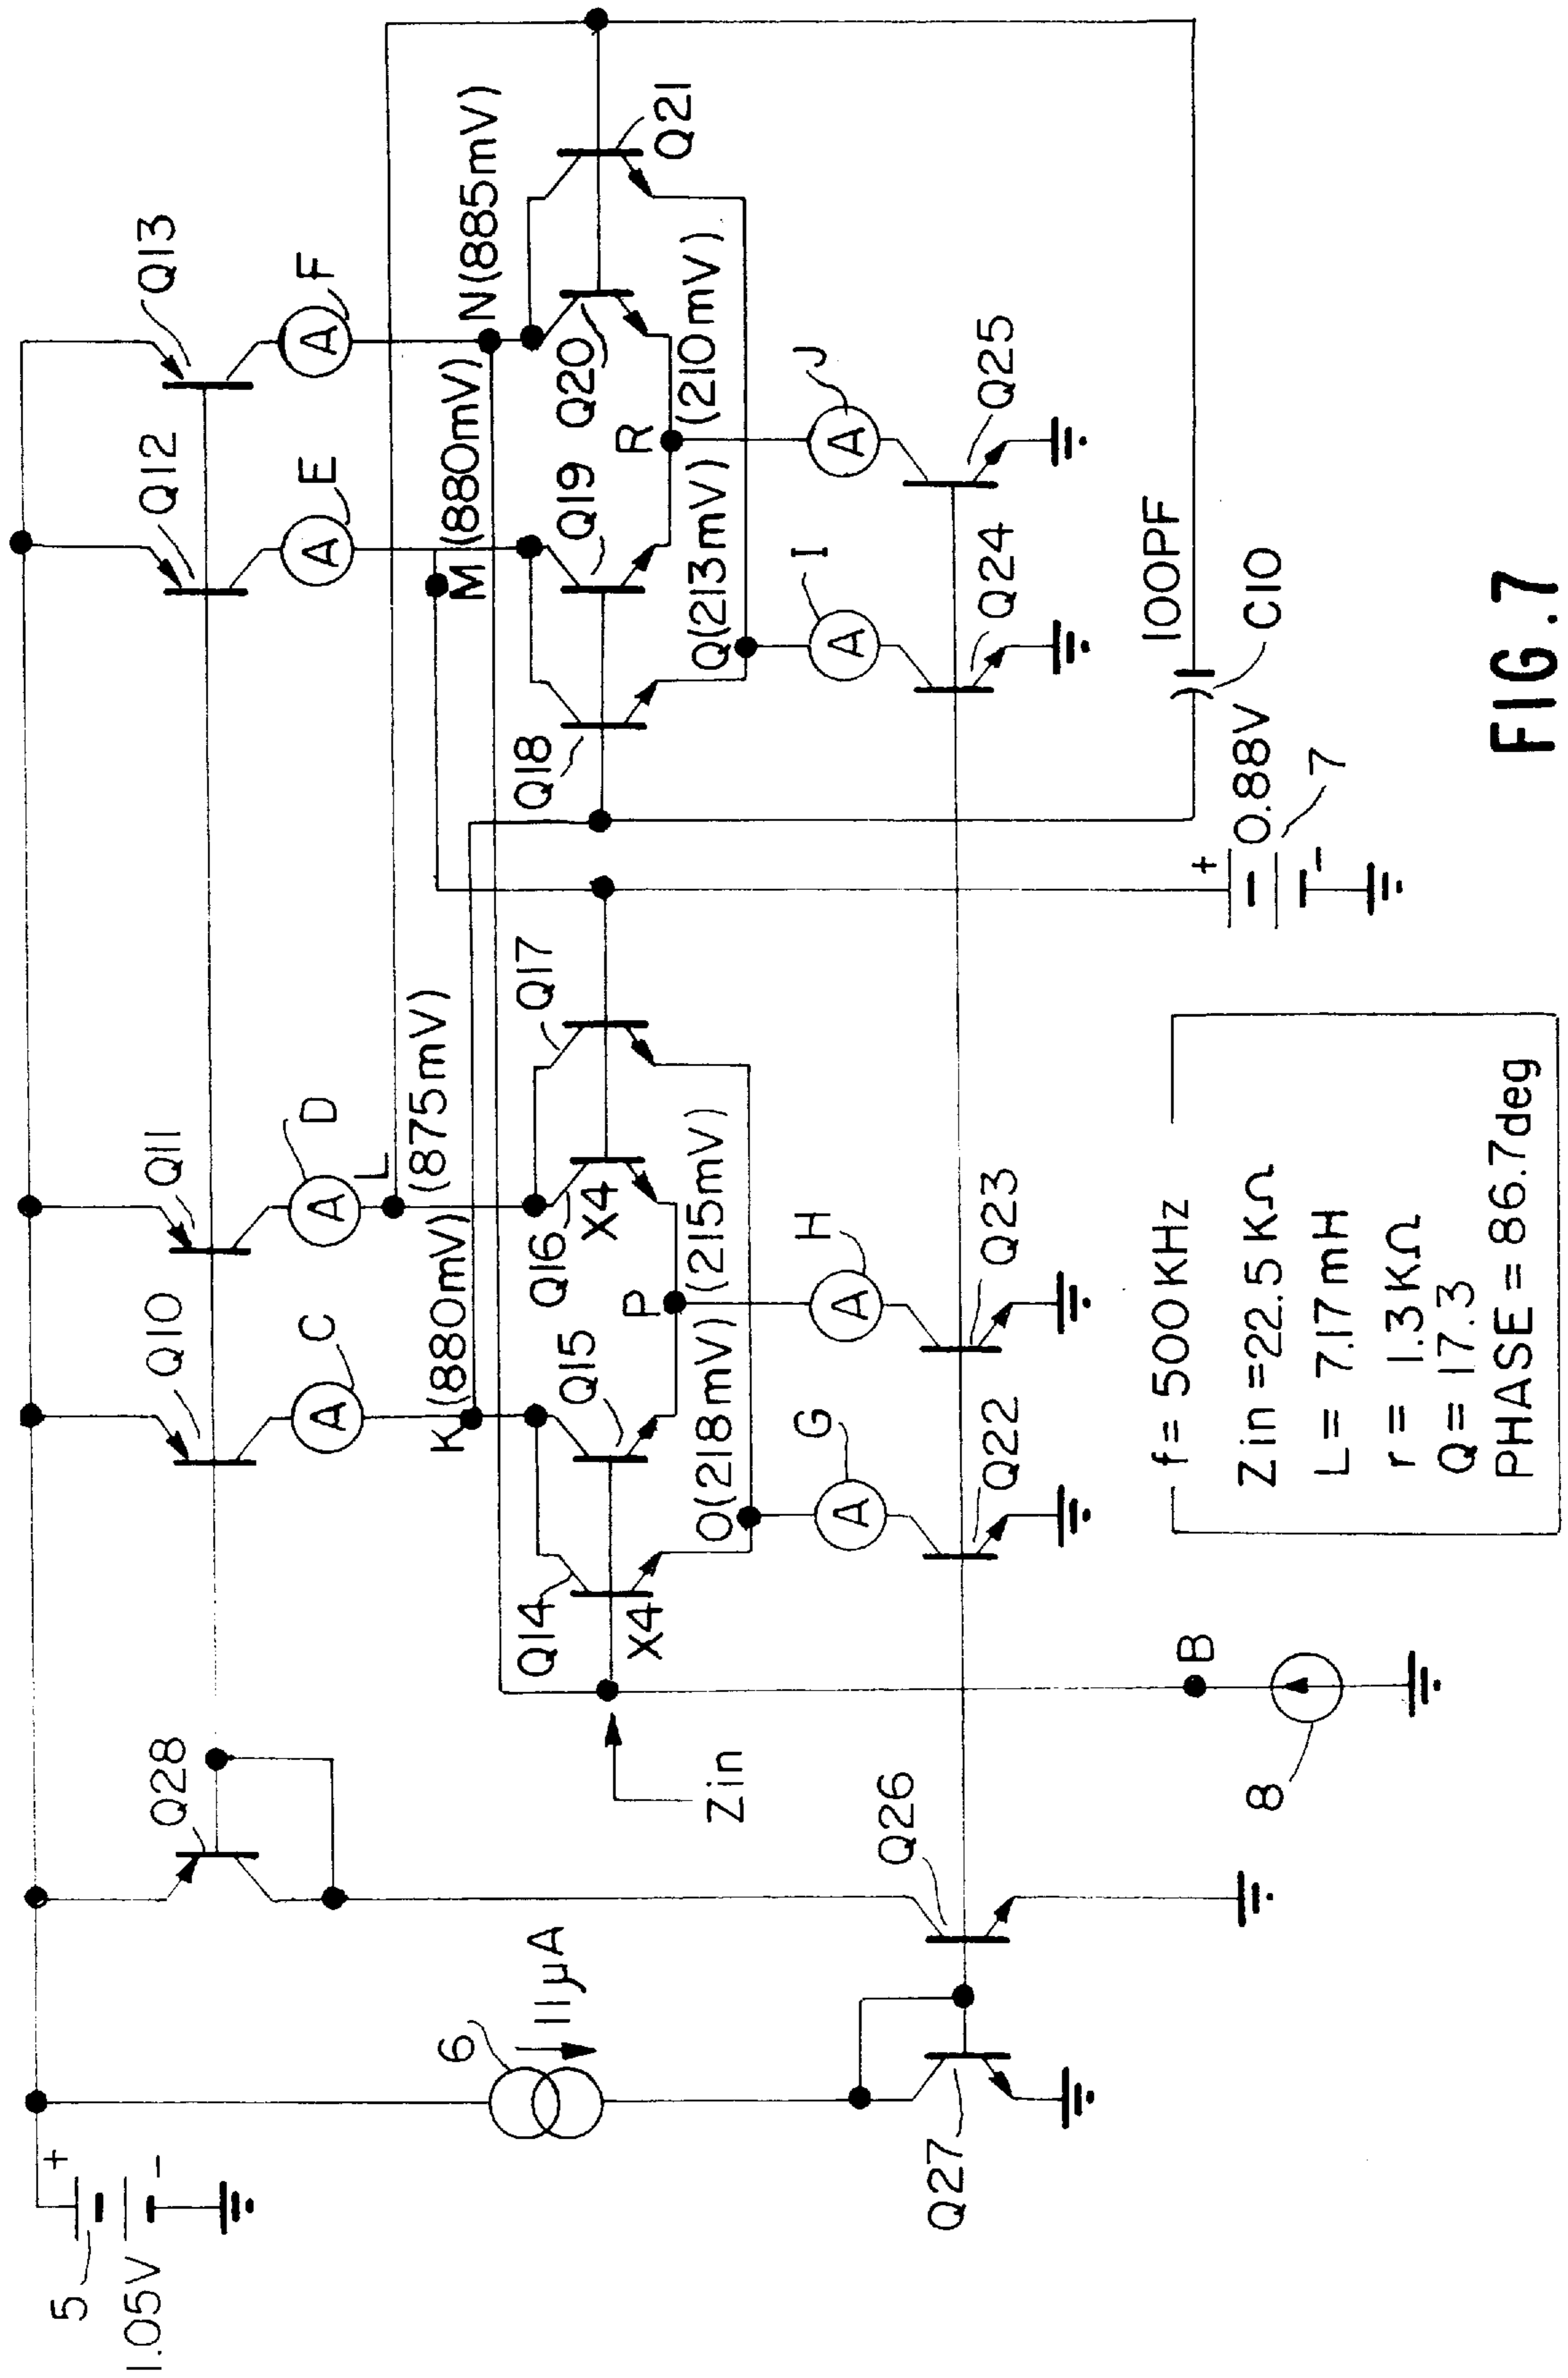 5
1.05V
+
-
6
11μA
Q27
Q28
Q26
Zin
B
8
Q10
C
K
(880mV)
Q11
D
L
(875mV)
Q14
X4
Q15
Q16
X4
Q17
P
(215mV)
O(218mV)
G
H
Q22
Q23
Q12
E
M
(880mV)
Q13
F
N(885mV)
Q18
Q19
Q20
Q21
R
(210mV)
Q(213mV)
I
J
Q24
Q25
A
A
A
A
A
A
A
A
+
-
0.88V
7
100PF
C10
f=500KHz
Zin=22.5KΩ
L=7.17mH
r=1.3KΩ
Q=17.3
PHASE=86.7deg
FIG.7